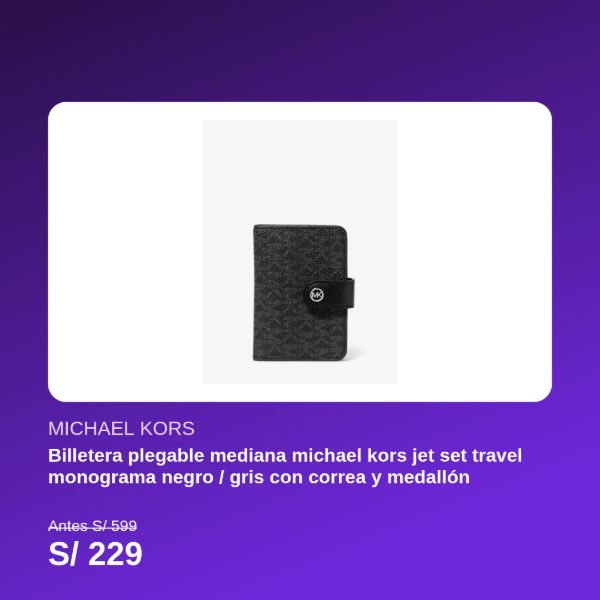 MK
MICHAEL KORS
Billetera plegable mediana michael kors jet set travel
monograma negro / gris con correa y medallón
Antes S/ 599
S/ 229